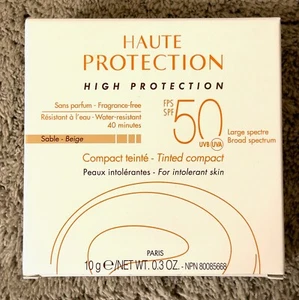 HAUTE
PROTECTION
HIGH PROTECTION
Sans parfum - Fragrance-free
Résistant à l'eau - Water-resistant
40 minutes
Sable - Beige
FPS
SPF
50
UVB UVA
Large spectre
Broad spectrum
Compact teinté - Tinted compact
Peaux intolérantes - For intolerant skin
PARIS
10 g ℮/NET WT. 0.3 OZ. - NPN 80085668